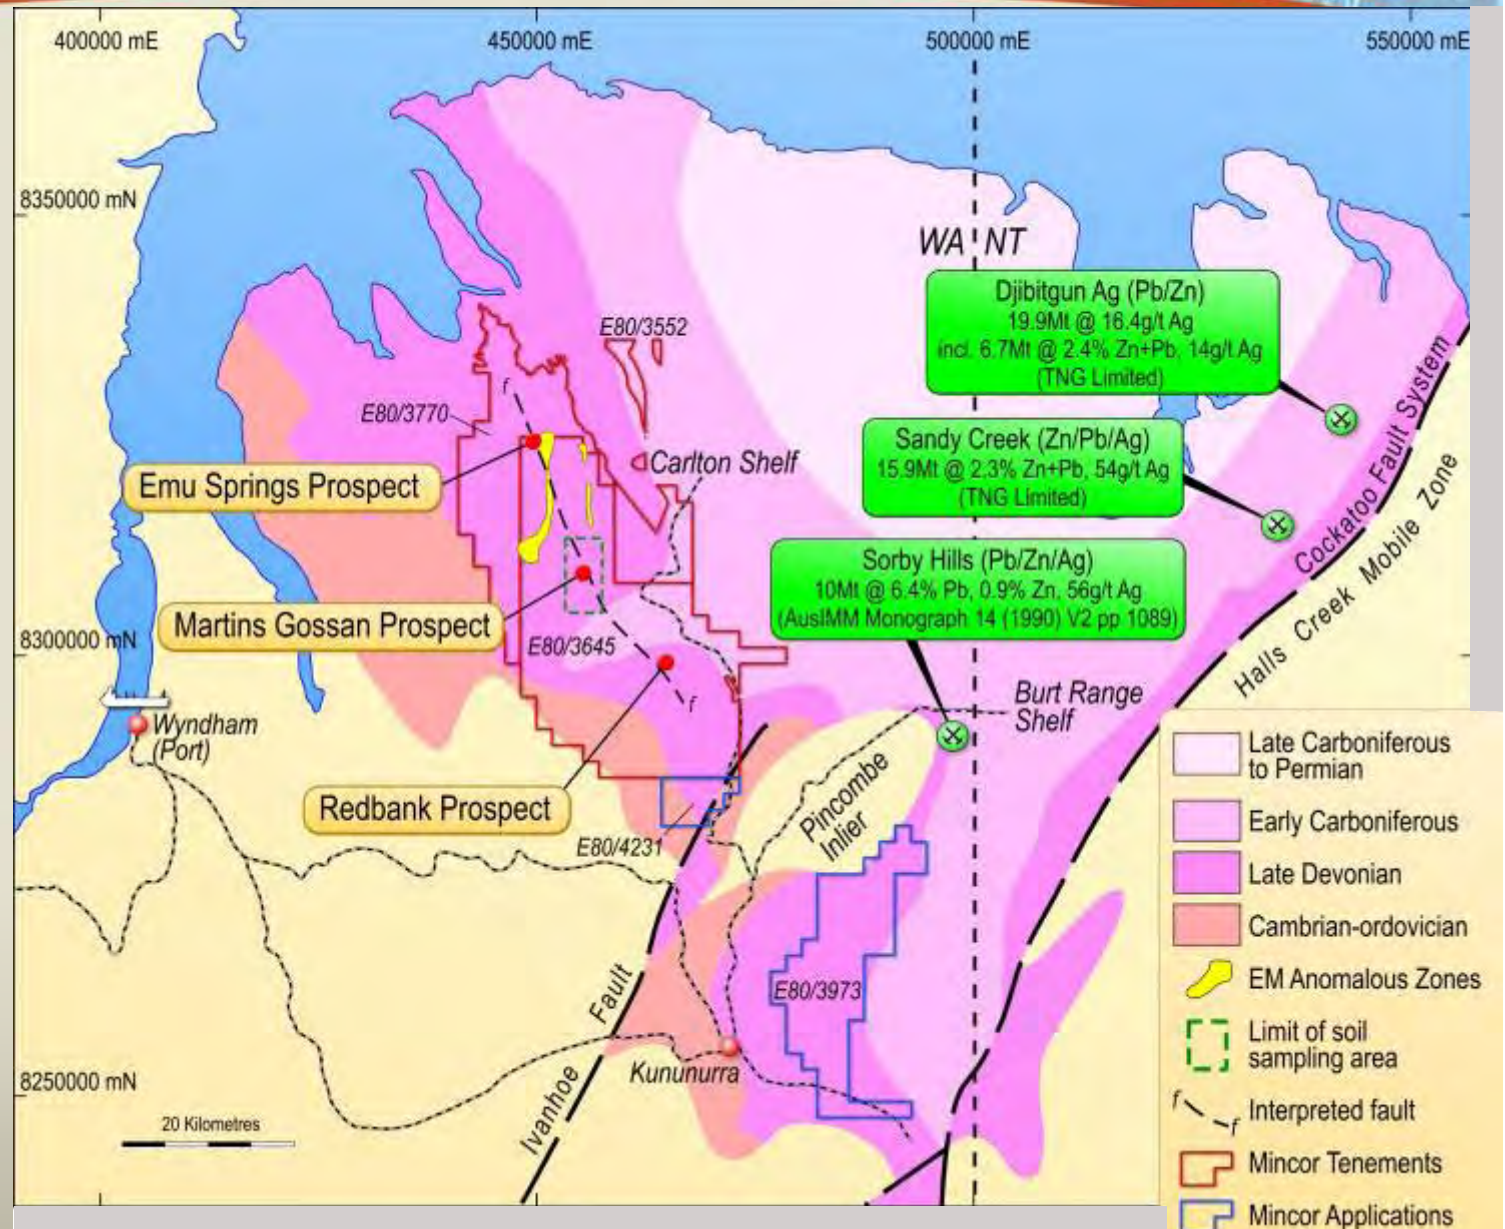 400000 mE
450000 mE
500000 mE
550000 mE
8350000 mN
8300000 mN
8250000 mN
WA NT
Djibitgun Ag (Pb/Zn)
19.9Mt @ 16.4g/t Ag
incl. 6.7Mt @ 2.4% Zn+Pb, 14g/t Ag
(TNG Limited)
E80/3552
f
E80/3770
Carlton Shelf
Sandy Creek (Zn/Pb/Ag)
15.9Mt @ 2.3% Zn+Pb, 54g/t Ag
(TNG Limited)
Cockatoo Fault System
Halls Creek Mobile Zone
Emu Springs Prospect
Sorby Hills (Pb/Zn/Ag)
10Mt @ 6.4% Pb, 0.9% Zn, 56g/t Ag
(AusIMM Monograph 14 (1990) V2 pp 1089)
Martins Gossan Prospect
E80/3645
f
Burt Range
Shelf
Wyndham
(Port)
Redbank Prospect
Pincombe
Inlier
E80/4231
E80/3973
Ivanhoe Fault
Kununurra
20 Kilometres
Late Carboniferous
to Permian
Early Carboniferous
Late Devonian
Cambrian-ordovician
EM Anomalous Zones
Limit of soil
sampling area
f f Interpreted fault
Mincor Tenements
Mincor Applications